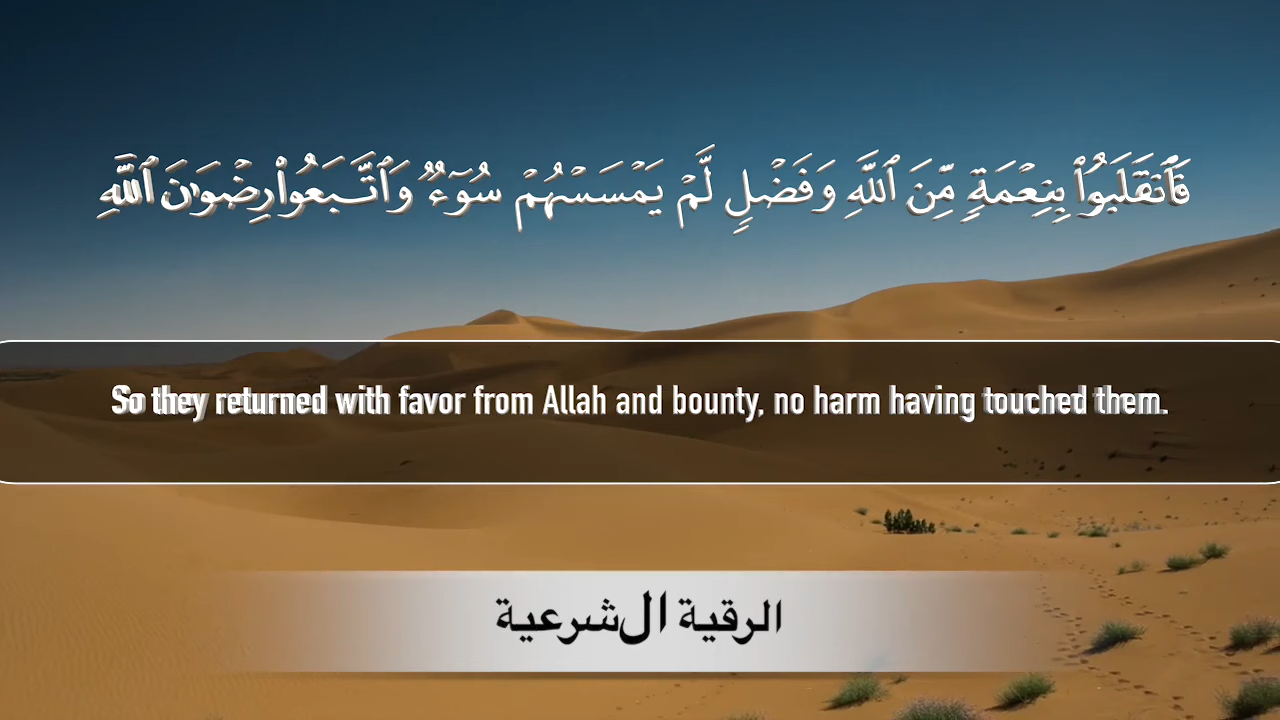 فَٱنقَلَبُوا۟ بِنِعْمَةٍ مِّنَ ٱللَّهِ وَفَضْلٍ لَّمْ يَمْسَسْهُمْ سُوٓءٌ وَٱتَّبَعُوا۟ رِضْوَٰنَ ٱللَّهِ
So they returned with favor from Allah and bounty, no harm having touched them.
الرقية الشرعية